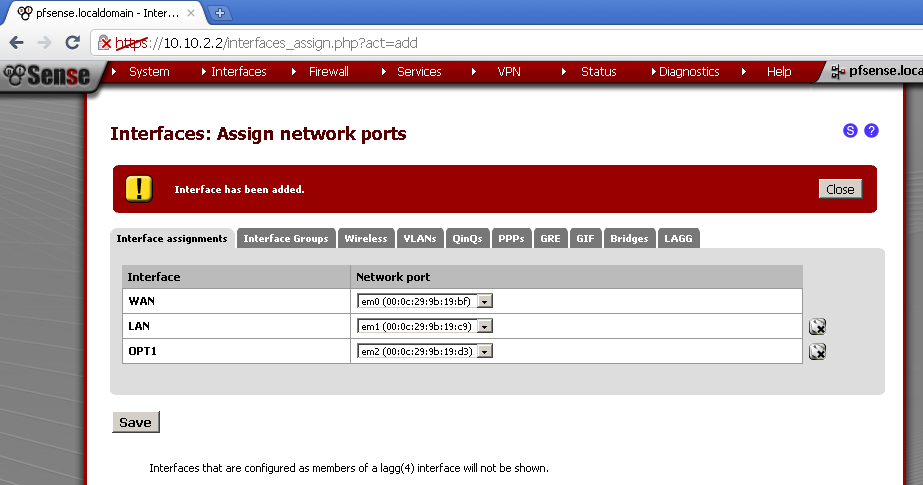 pfsense.localdomain - Inter...
https://10.10.2.2/interfaces_assign.php?act=add
Sense System Interfaces Firewall Services VPN Status Diagnostics Help pfsense.loca
Interfaces: Assign network ports S ?
! Interface has been added. Close
Interface assignments Interface Groups Wireless VLANs QinQs PPPs GRE GIF Bridges LAGG
Interface Network port
WAN em0 (00:0c:29:9b:19:bf)
LAN em1 (00:0c:29:9b:19:c9)
OPT1 em2 (00:0c:29:9b:19:d3)
Save
Interfaces that are configured as members of a lagg(4) interface will not be shown.